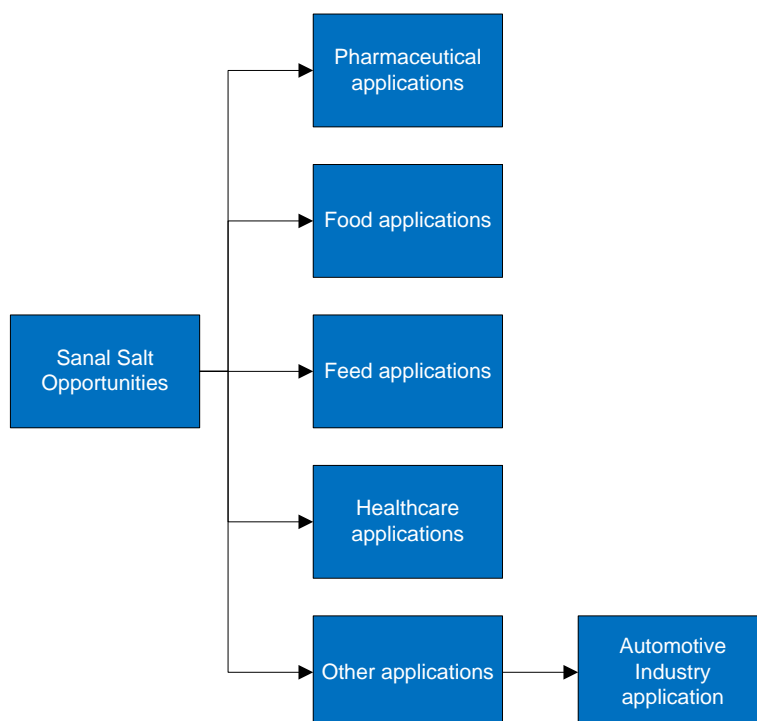 Pharmaceutical
applications
Food applications
Sanal Salt
Opportunities
Feed applications
Healthcare
applications
Other applications
Automotive
Industry
application